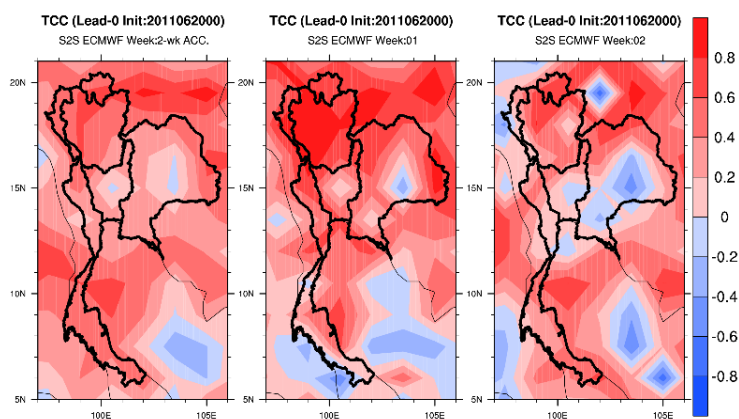 TCC (Lead-0 Init:2011062000)
S2S ECMWF Week:2-wk ACC.
20N
15N
10N
5N
100E
105E
TCC (Lead-0 Init:2011062000)
S2S ECMWF Week:01
20N
15N
10N
5N
100E
105E
TCC (Lead-0 Init:2011062000)
S2S ECMWF Week:02
20N
15N
10N
5N
100E
105E
0.8
0.6
0.4
0.2
0
-0.2
-0.4
-0.6
-0.8